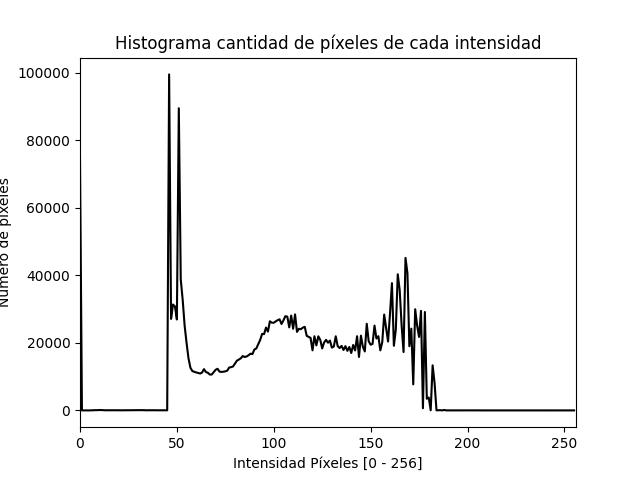 Histograma cantidad de píxeles de cada intensidad
100000
80000
60000
40000
20000
0
Número de píxeles
0 50 100 150 200 250
Intensidad Píxeles [0 - 256]